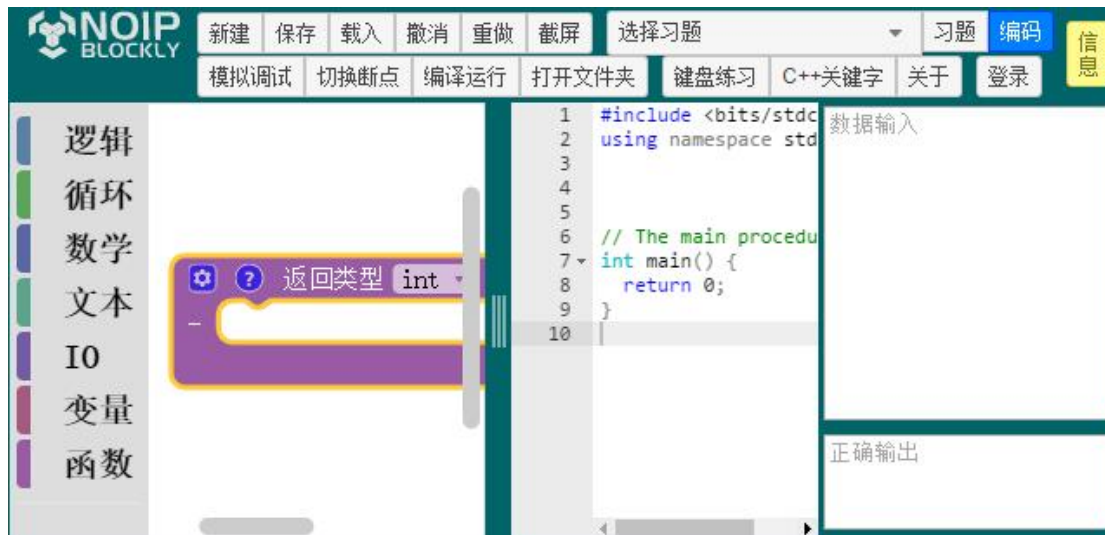 NOIP
BLOCKLY
新建 保存 载入 撤消 重做 截屏 选择习题 习题 编码
信息
模拟调试 切换断点 编译运行 打开文件夹 键盘练习 C++关键字 关于 登录
逻辑
循环
数学
文本
IO
变量
函数
? 返回类型 int
1 #include <bits/stdc
2 using namespace std
3
4
5
6 // The main procedu
7 int main() {
8 return 0;
9 }
10
数据输入
正确输出